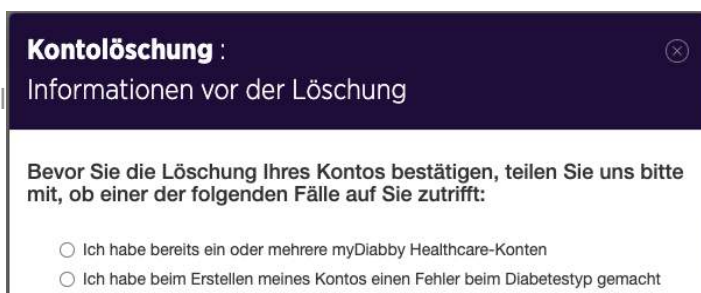 Kontolöschung :
Informationen vor der Löschung
Bevor Sie die Löschung Ihres Kontos bestätigen, teilen Sie uns bitte
mit, ob einer der folgenden Fälle auf Sie zutrifft:
Ich habe bereits ein oder mehrere myDiabby Healthcare-Konten
Ich habe beim Erstellen meines Kontos einen Fehler beim Diabetestyp gemacht